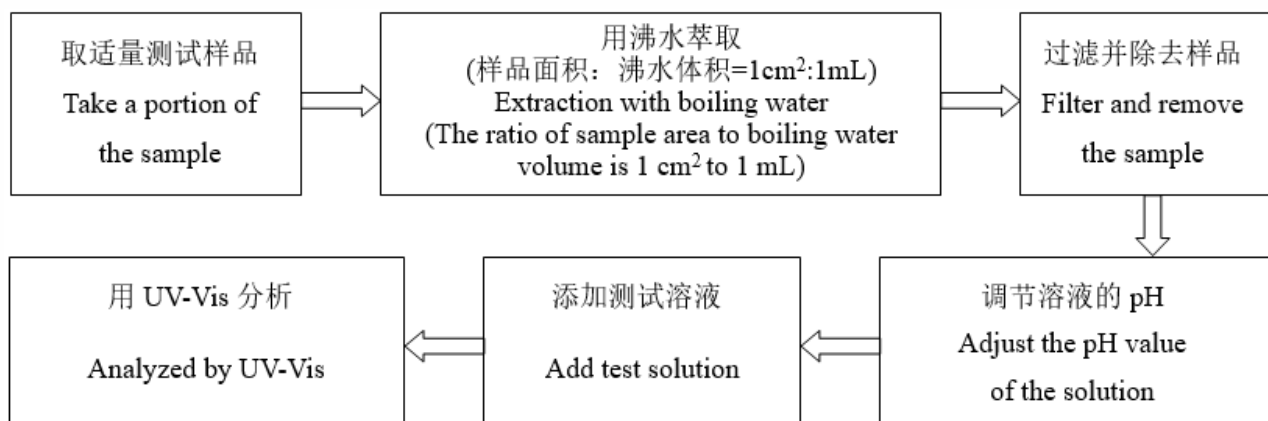 取适量测试样品
Take a portion of
the sample
用沸水萃取
(样品面积：沸水体积=1cm²:1mL)
Extraction with boiling water
(The ratio of sample area to boiling water
volume is 1 cm² to 1 mL)
过滤并除去样品
Filter and remove
the sample
调节溶液的 pH
Adjust the pH value
of the solution
添加测试溶液
Add test solution
用 UV-Vis 分析
Analyzed by UV-Vis